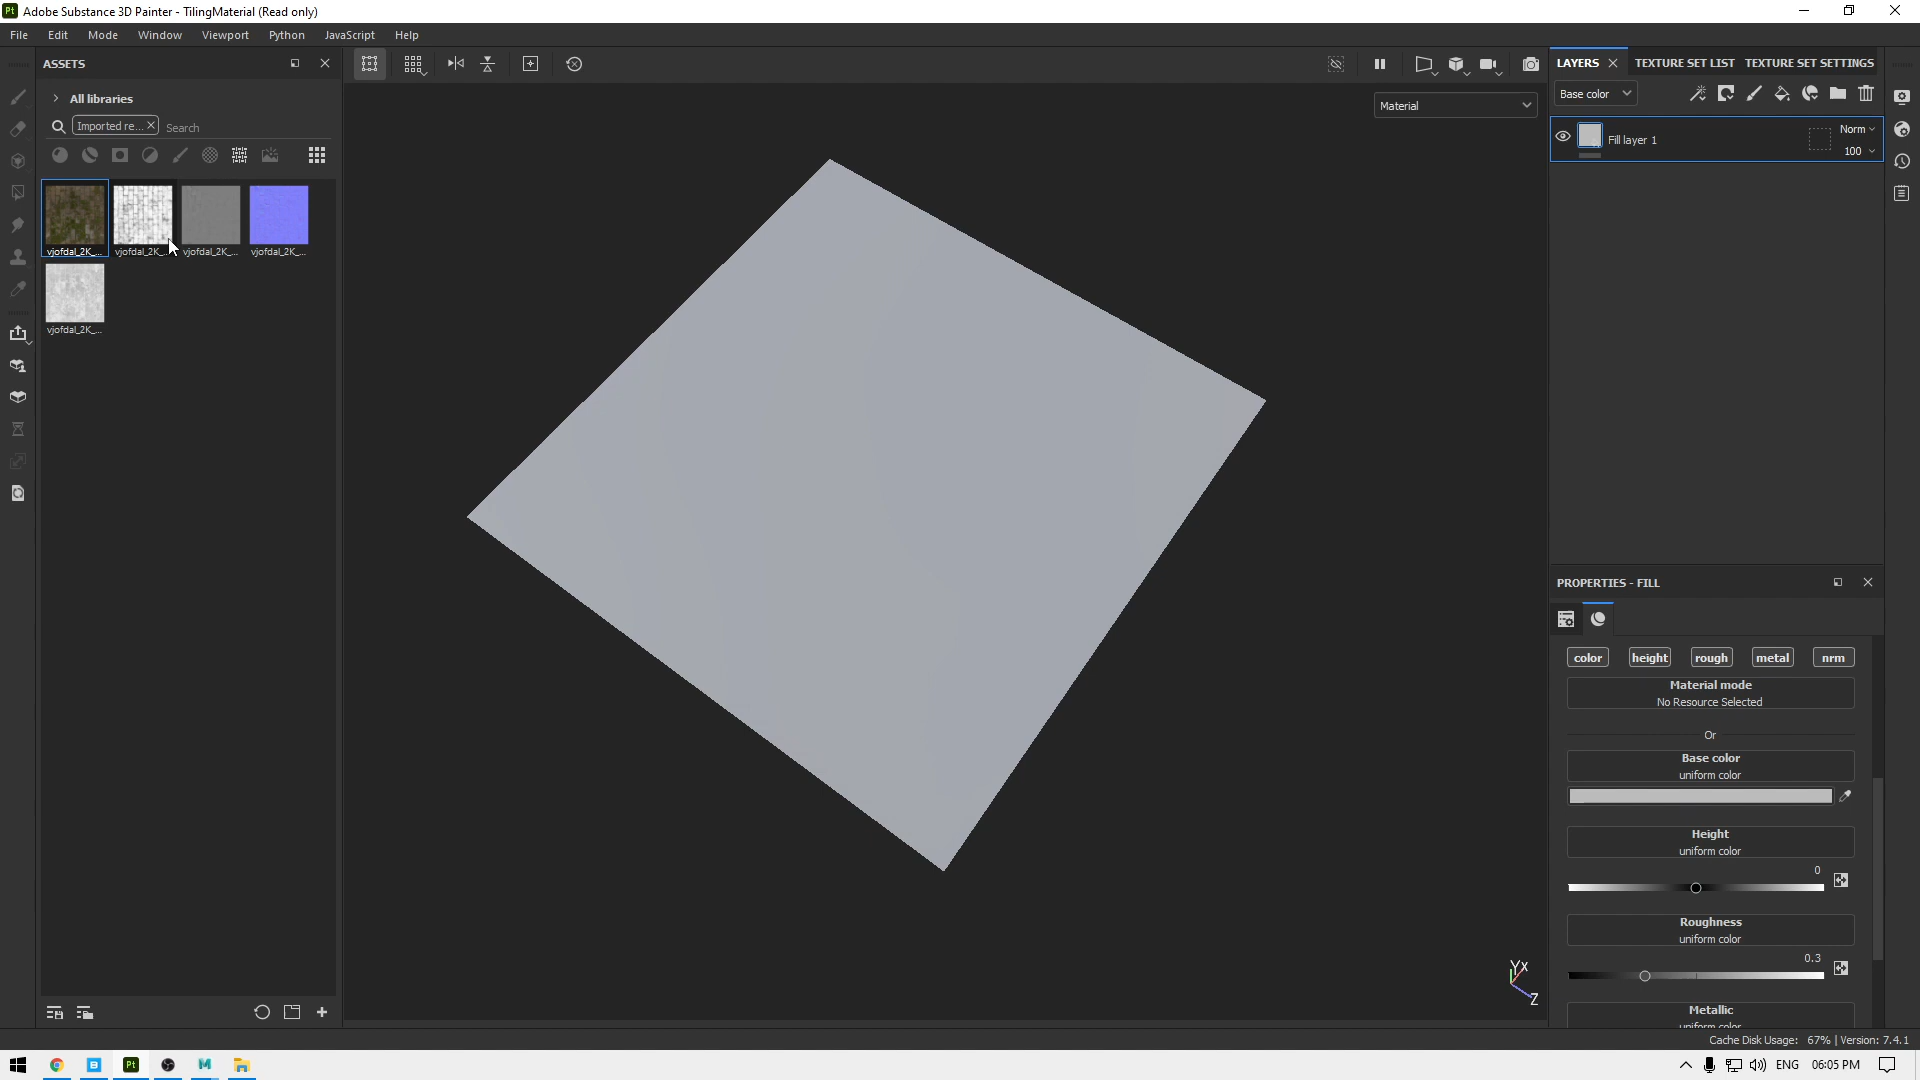 Pt Adobe Substance 3D Painter - TilingMaterial (Read only)
File Edit Mode Window Viewport Python JavaScript Help
ASSETS
LAYERS TEXTURE SET LIST TEXTURE SET SETTINGS
All libraries
Base color
Material
Imported re... Search
Norm
Fill layer 1
100
vjofdal_2K_... vjofdal_2K_... vjofdal_2K_... vjofdal_2K_...
vjofdal_2K_...
PROPERTIES - FILL
color height rough metal nrm
Material mode
No Resource Selected
Or
Base color
uniform color
Height
uniform color
0
Roughness
uniform color
0.3
Y X
Z
Metallic
uniform color
Cache Disk Usage: 67% | Version: 7.4.1
Pt M ENG 06:05 PM